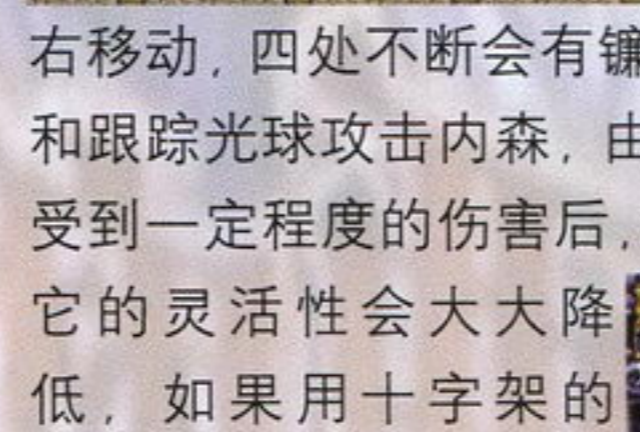 右移动，四处不断会有镰
和跟踪光球攻击内森，由
受到一定程度的伤害后，
它的灵活性会大大降
低，如果用十字架的